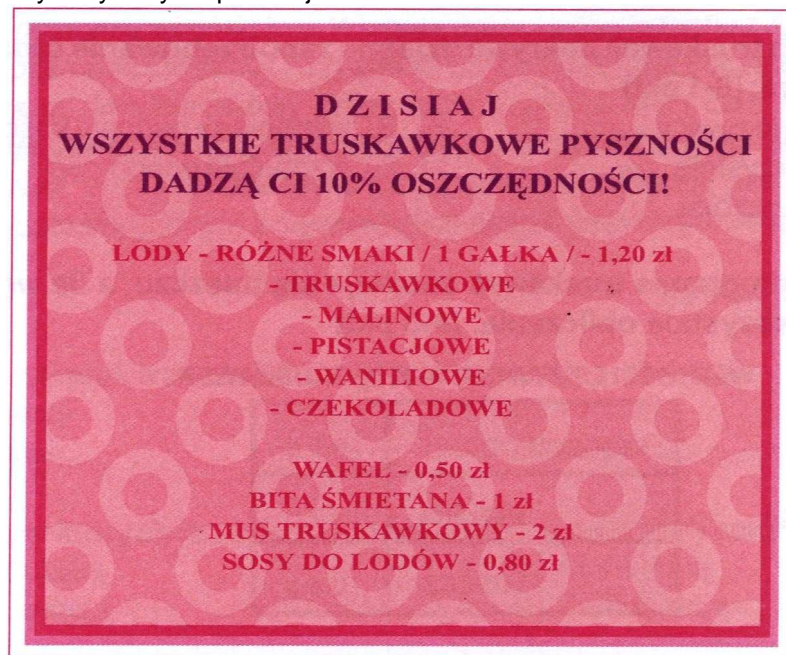 D Z I S I A J
WSZYSTKIE TRUSKAWKOWE PYSZNOŚCI
DADZĄ CI 10% OSZCZĘDNOŚCI!
LODY - RÓŻNE SMAKI / 1 GAŁKA / - 1,20 zł
- TRUSKAWKOWE
- MALINOWE
- PISTACJOWE
- WANILIOWE
- CZEKOLADOWE
WAFEL - 0,50 zł
BITA ŚMIETANA - 1 zł
MUS TRUSKAWKOWY - 2 zł
SOSY DO LODÓW - 0,80 zł